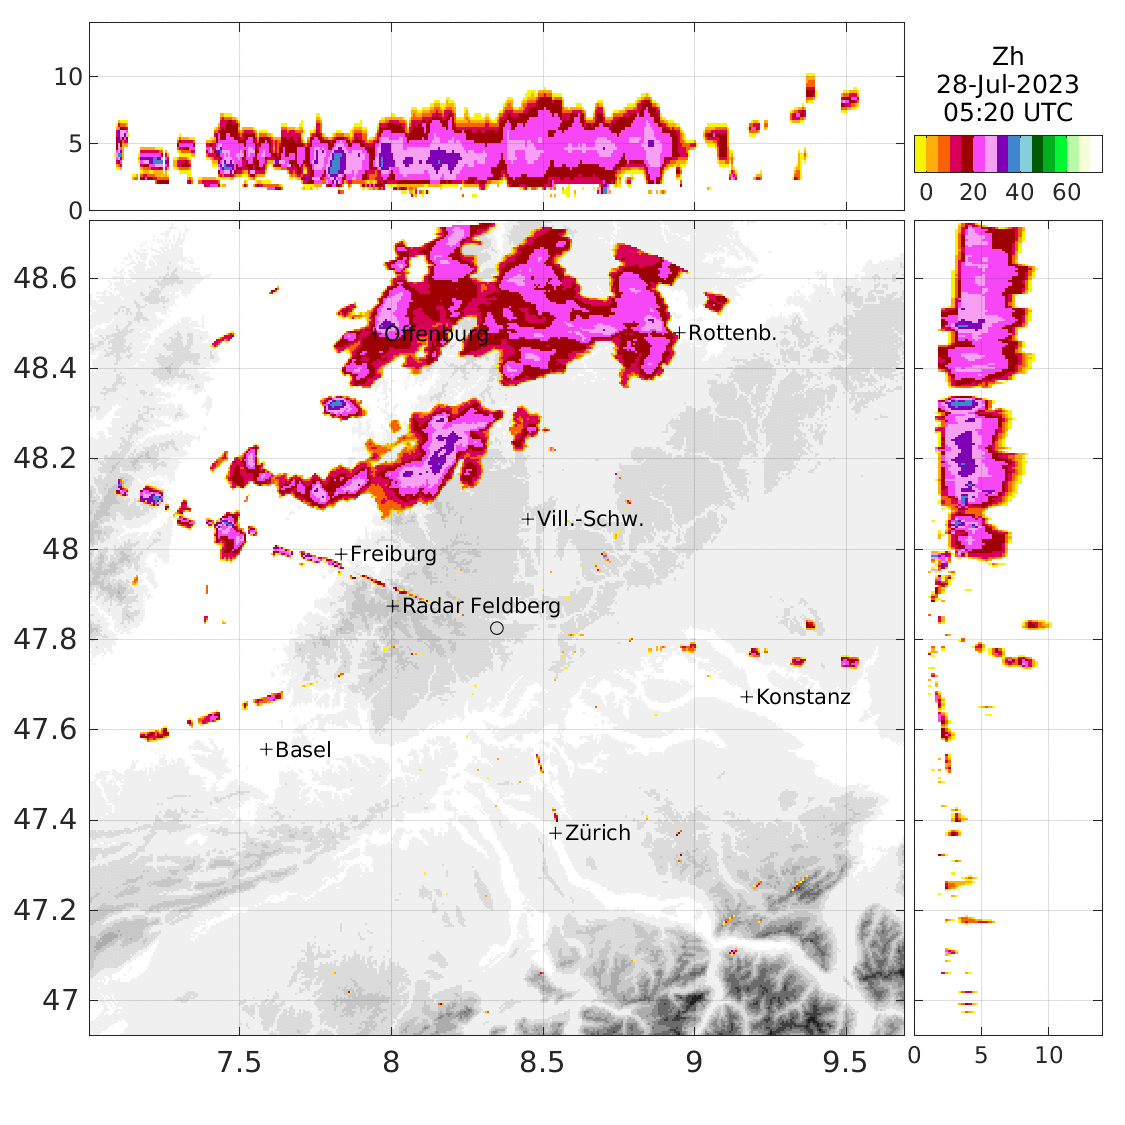 10
5
0
Zh
28-Jul-2023
05:20 UTC
0 20 40 60
48.6
48.4
48.2
48
47.8
47.6
47.4
47.2
47
Offenburg
Rottenb.
Vill.-Schw.
Freiburg
Radar Feldberg
Konstanz
Basel
Zürich
7.5 8 8.5 9 9.5
0 5 10